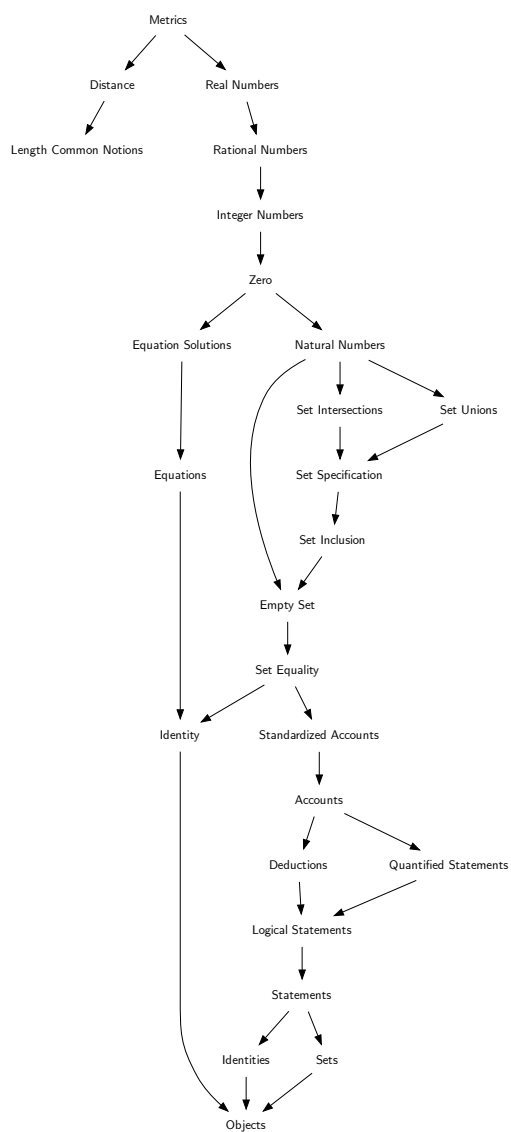 Metrics
Distance
Real Numbers
Length Common Notions
Rational Numbers
Integer Numbers
Zero
Equation Solutions
Natural Numbers
Set Intersections
Set Unions
Equations
Set Specification
Set Inclusion
Empty Set
Set Equality
Identity
Standardized Accounts
Accounts
Deductions
Quantified Statements
Logical Statements
Statements
Identities
Sets
Objects